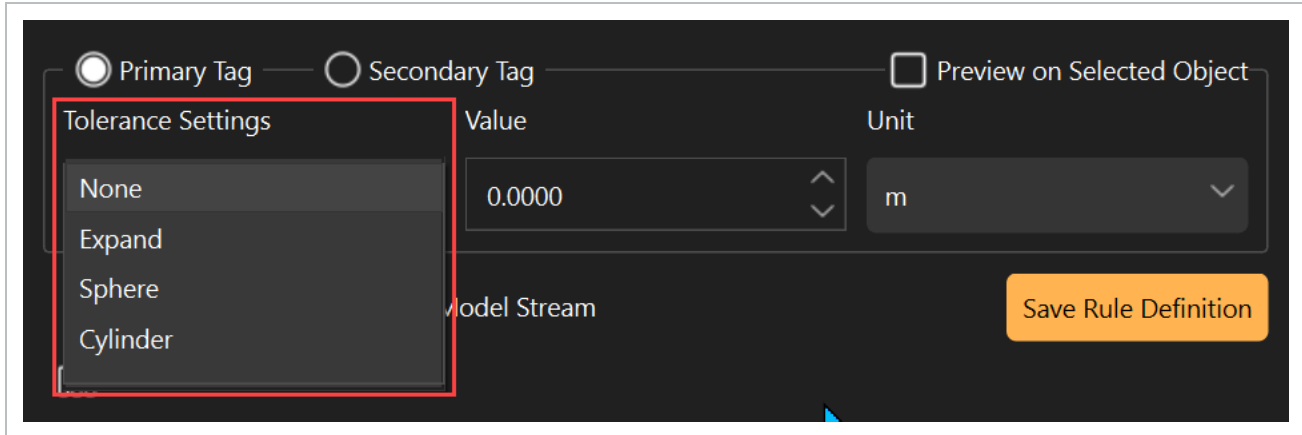 Primary Tag Secondary Tag Preview on Selected Object
Tolerance Settings Value Unit
None 0.0000 m
Expand
Sphere
Model Stream Save Rule Definition
Cylinder